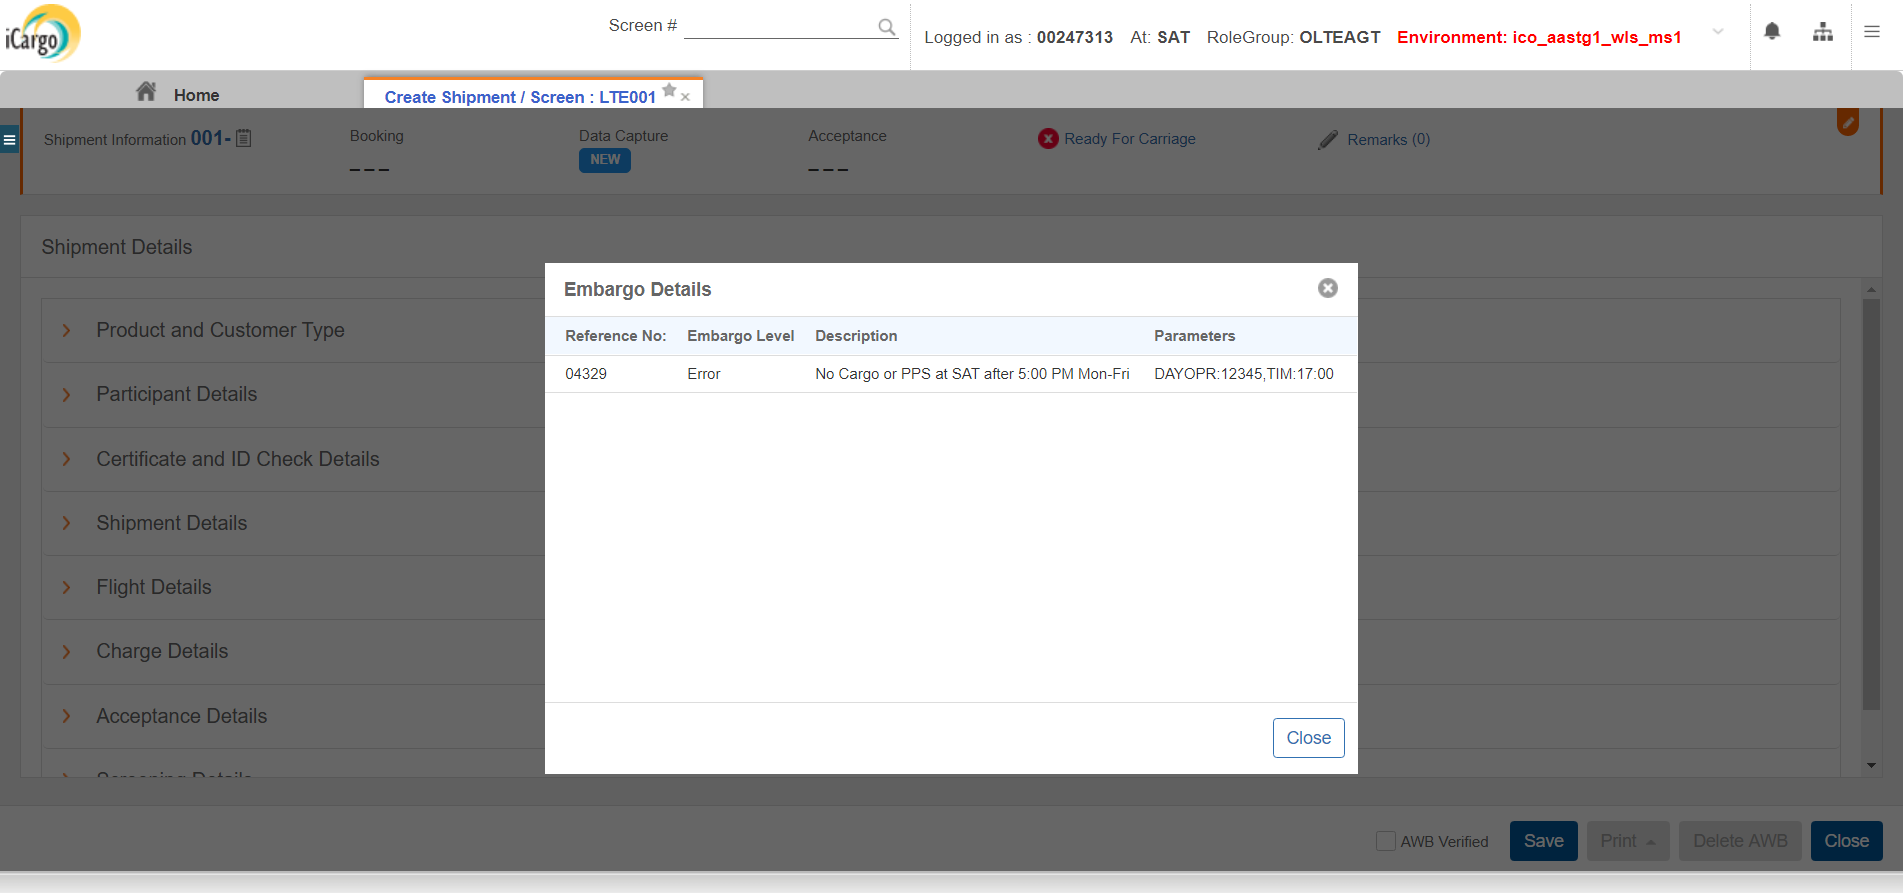 iCargo
Screen #
Logged in as : 00247313 At: SAT RoleGroup: OLTEAGT Environment: ico_aastg1_wls_ms1
Home
Create Shipment / Screen : LTE001
Shipment Information 001-
Booking
Data Capture
Acceptance
Ready For Carriage
Remarks (0)
NEW
Shipment Details
Embargo Details
Reference No: Embargo Level Description Parameters
04329 Error No Cargo or PPS at SAT after 5:00 PM Mon-Fri DAYOPR:12345,TIM:17:00
Close
Product and Customer Type
Participant Details
Certificate and ID Check Details
Shipment Details
Flight Details
Charge Details
Acceptance Details
Screening Details
AWB Verified Save Print Delete AWB Close